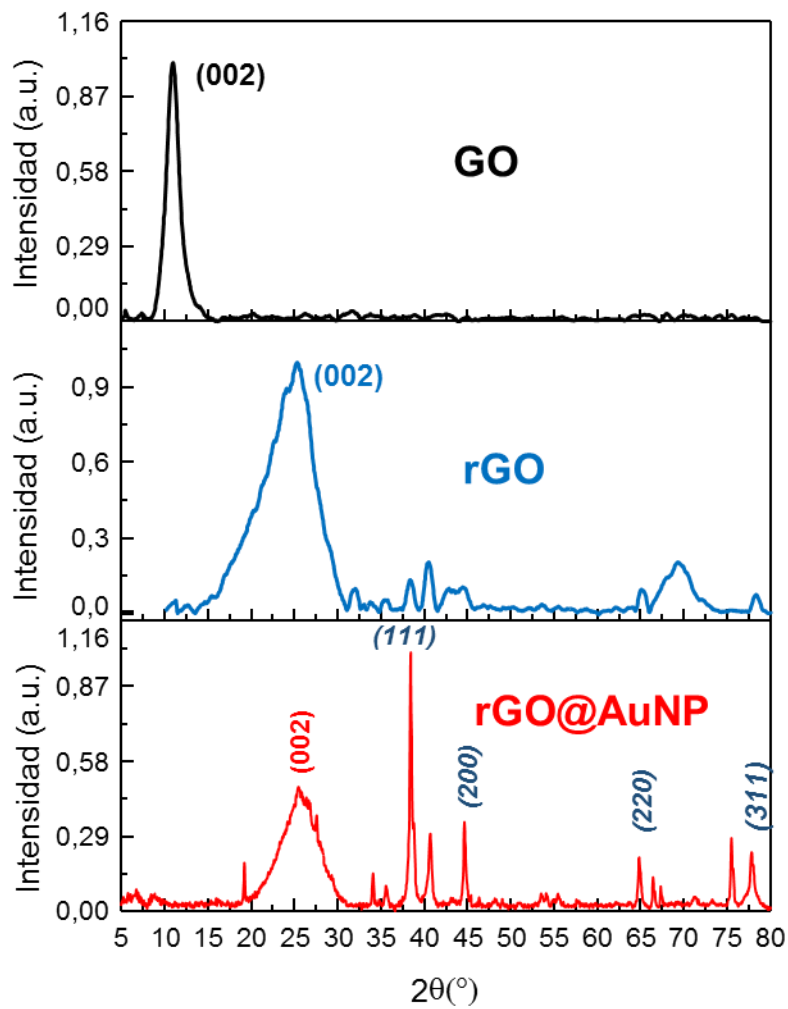 1,16
(002)
0,87
GO
0,58
0,29
0,00
Intensidad (a.u.)
(002)
0,9
rGO
0,6
0,3
0,0
Intensidad (a.u.)
1,16
(111)
0,87
rGO@AuNP
(002)
0,58
(200)
(220)
(311)
0,29
0,00
Intensidad (a.u.)
5 10 15 20 25 30 35 40 45 50 55 60 65 70 75 80
2θ(°)